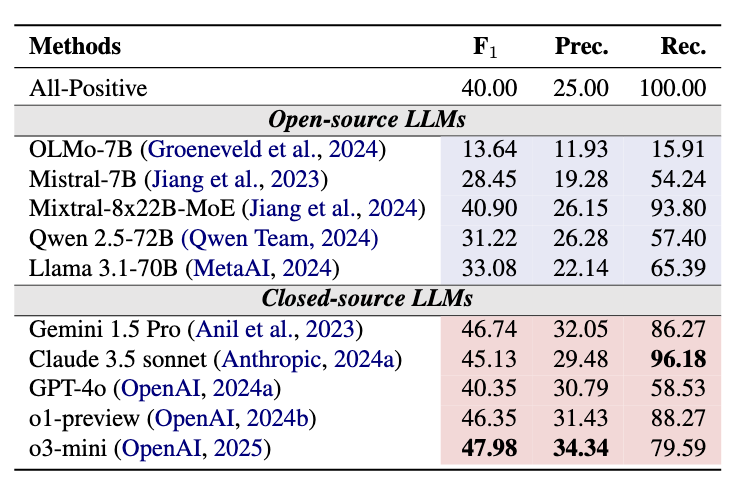 Methods F1 Prec. Rec.
All-Positive 40.00 25.00 100.00
Open-source LLMs
OLMo-7B (Groeneveld et al., 2024) 13.64 11.93 15.91
Mistral-7B (Jiang et al., 2023) 28.45 19.28 54.24
Mixtral-8x22B-MoE (Jiang et al., 2024) 40.90 26.15 93.80
Qwen 2.5-72B (Qwen Team, 2024) 31.22 26.28 57.40
Llama 3.1-70B (MetaAI, 2024) 33.08 22.14 65.39
Closed-source LLMs
Gemini 1.5 Pro (Anil et al., 2023) 46.74 32.05 86.27
Claude 3.5 sonnet (Anthropic, 2024a) 45.13 29.48 96.18
GPT-4o (OpenAI, 2024a) 40.35 30.79 58.53
o1-preview (OpenAI, 2024b) 46.35 31.43 88.27
o3-mini (OpenAI, 2025) 47.98 34.34 79.59